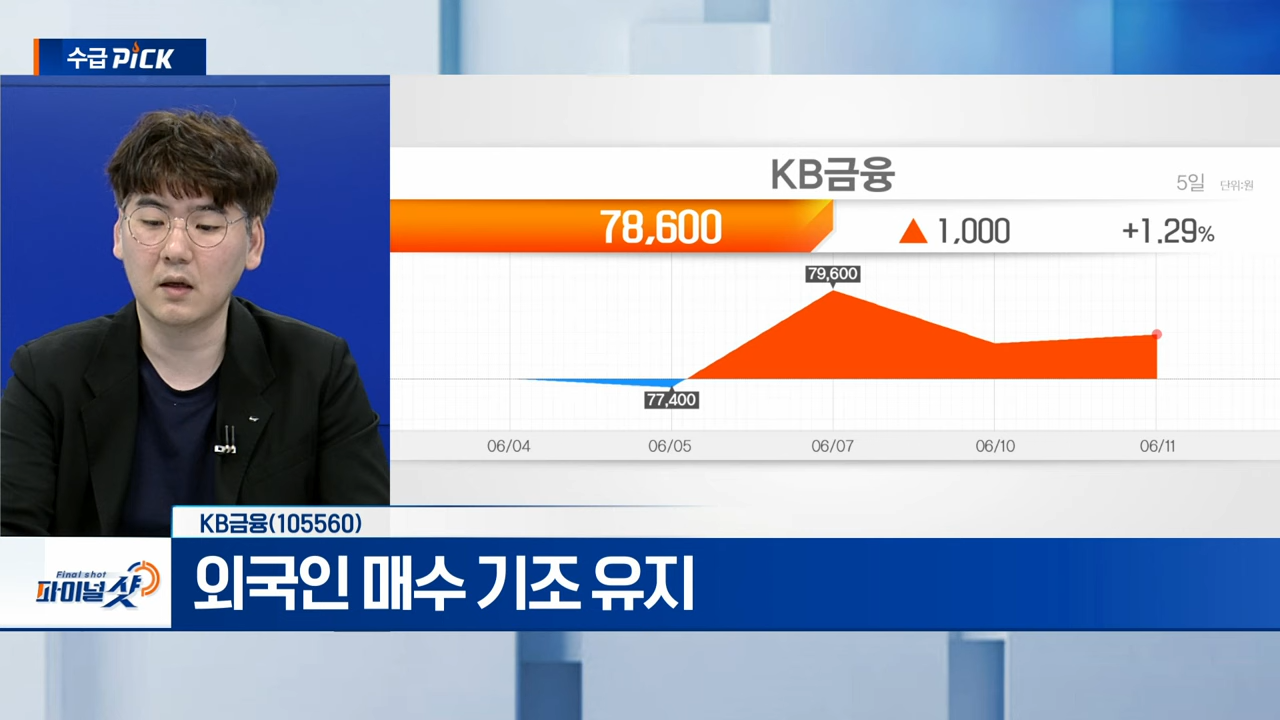 수급 PiCK
KB금융
5일 단위:원
78,600 ▲ 1,000 +1.29%
79,600
77,400
06/04 06/05 06/07 06/10 06/11
KB금융(105560)
Final shot
파이널샷
외국인 매수 기조 유지